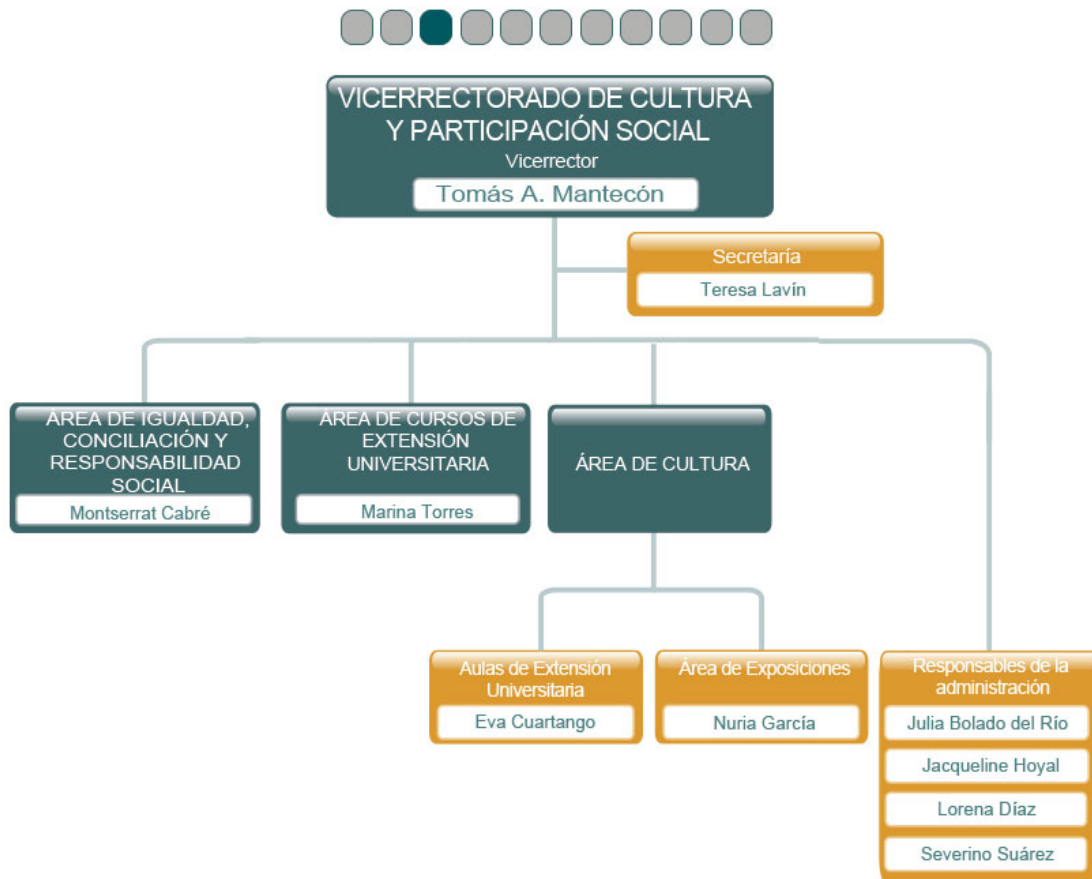 VICERRECTORADO DE CULTURA
Y PARTICIPACIÓN SOCIAL
Vicerrector
Tomás A. Mantecón
Secretaría
Teresa Lavín
ÁREA DE IGUALDAD,
CONCILIACIÓN Y
RESPONSABILIDAD
SOCIAL
Montserrat Cabré
ÁREA DE CURSOS DE
EXTENSIÓN
UNIVERSITARIA
Marina Torres
ÁREA DE CULTURA
Aulas de Extensión
Universitaria
Eva Cuartango
Área de Exposiciones
Nuria García
Responsables de la
administración
Julia Bolado del Río
Jacqueline Hoyal
Lorena Díaz
Severino Suárez